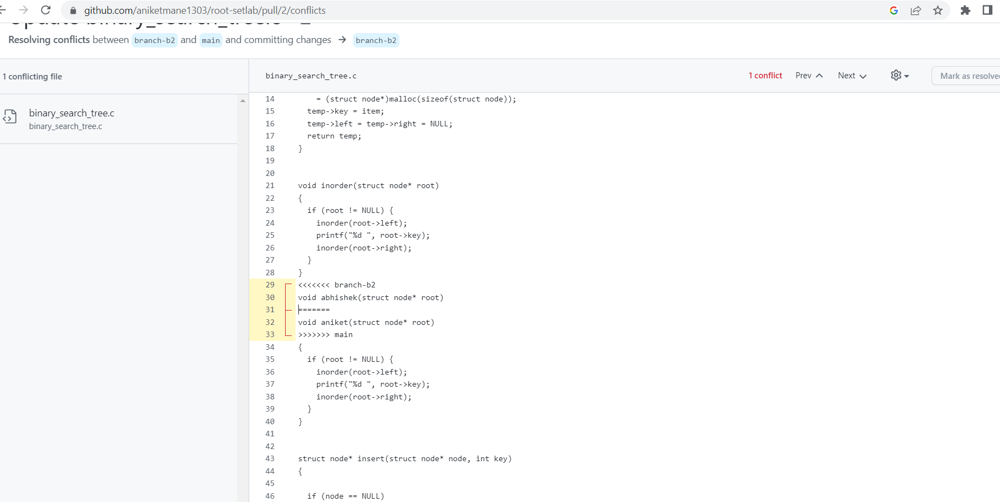 github.com/aniketmane1303/root-setlab/pull/2/conflicts
Update binary_search_tree.c
Resolving conflicts between branch-b2 and main and committing changes → branch-b2
1 conflicting file
binary_search_tree.c
1 conflict Prev Next
Mark as resolve
binary_search_tree.c
binary_search_tree.c
14 = (struct node*)malloc(sizeof(struct node));
15 temp->key = item;
16 temp->left = temp->right = NULL;
17 return temp;
18 }
19
20
21 void inorder(struct node* root)
22 {
23 if (root != NULL) {
24 inorder(root->left);
25 printf("%d ", root->key);
26 inorder(root->right);
27 }
28 }
29 <<<<<<< branch-b2
30 void abhishek(struct node* root)
31 =======
32 void aniket(struct node* root)
33 >>>>>>> main
34 {
35 if (root != NULL) {
36 inorder(root->left);
37 printf("%d ", root->key);
38 inorder(root->right);
39 }
40 }
41
42
43 struct node* insert(struct node* node, int key)
44 {
45
46 if (node == NULL)